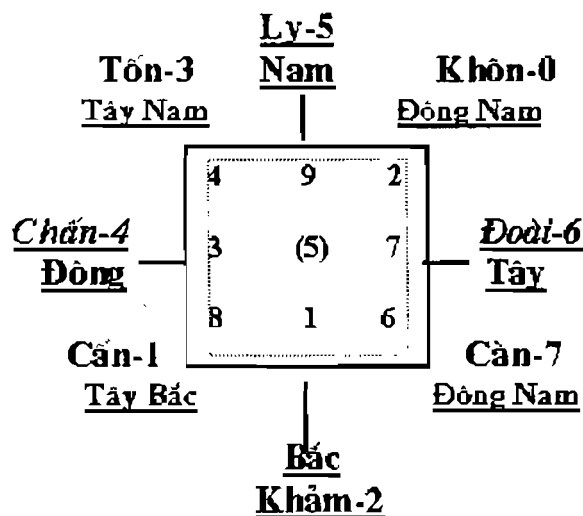 Ly-5
Nam
Tốn-3
Tây Nam
Khôn-0
Đông Nam
4 9 2
Chấn-4
Đông
3 (5) 7
Đoài-6
Tây
8 1 6
Cấn-1
Tây Bắc
Càn-7
Đông Nam
Bắc
Khảm-2